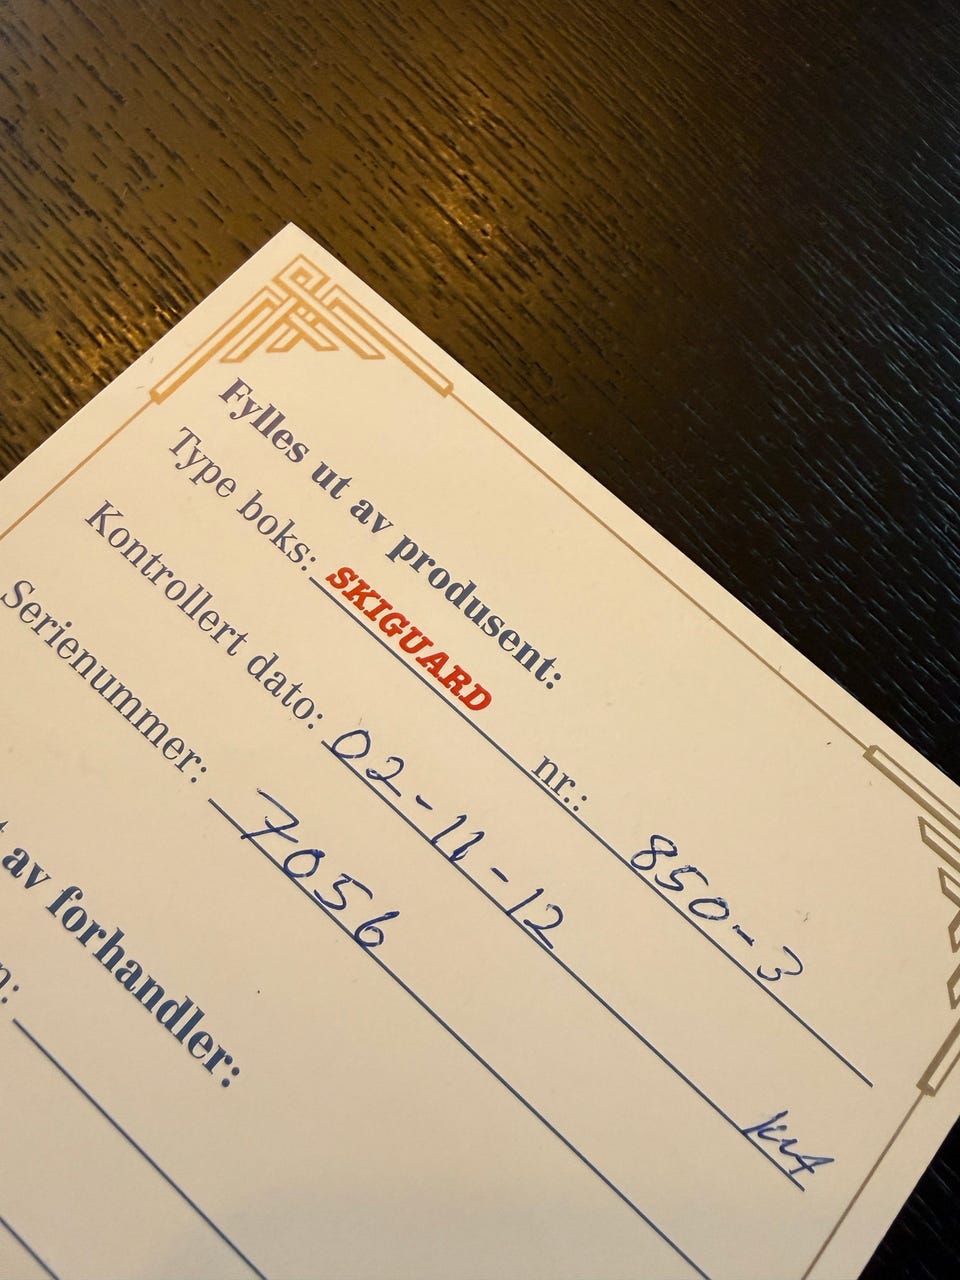 Fylles ut av produsent:
Type boks: SKIGUARD nr.: 850-3
Kontrollert dato: 02-11-12
Serienummer: 7056
av forhandler: